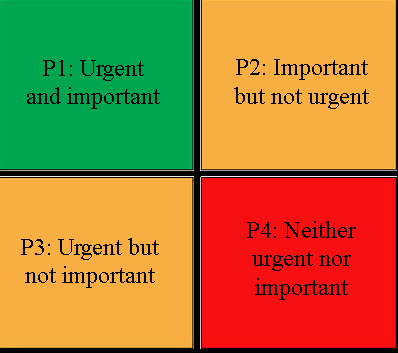 P1: Urgent
and important
P2: Important
but not urgent
P3: Urgent but
not important
P4: Neither
urgent nor
important